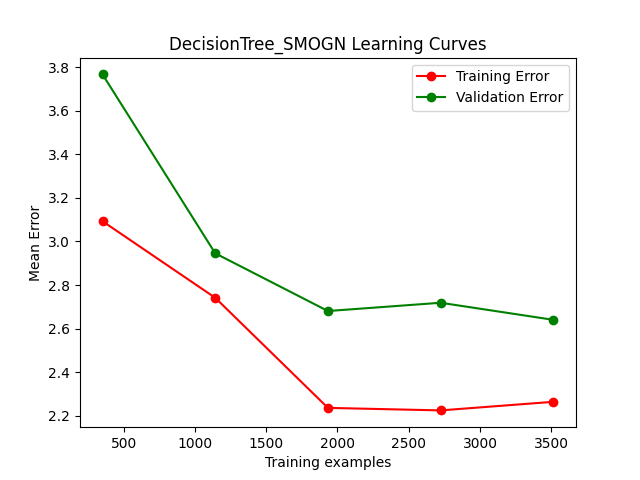 DecisionTree_SMOGN Learning Curves
Training Error
Validation Error
3.8
3.6
3.4
3.2
3.0
2.8
2.6
2.4
2.2
Mean Error
500 1000 1500 2000 2500 3000 3500
Training examples